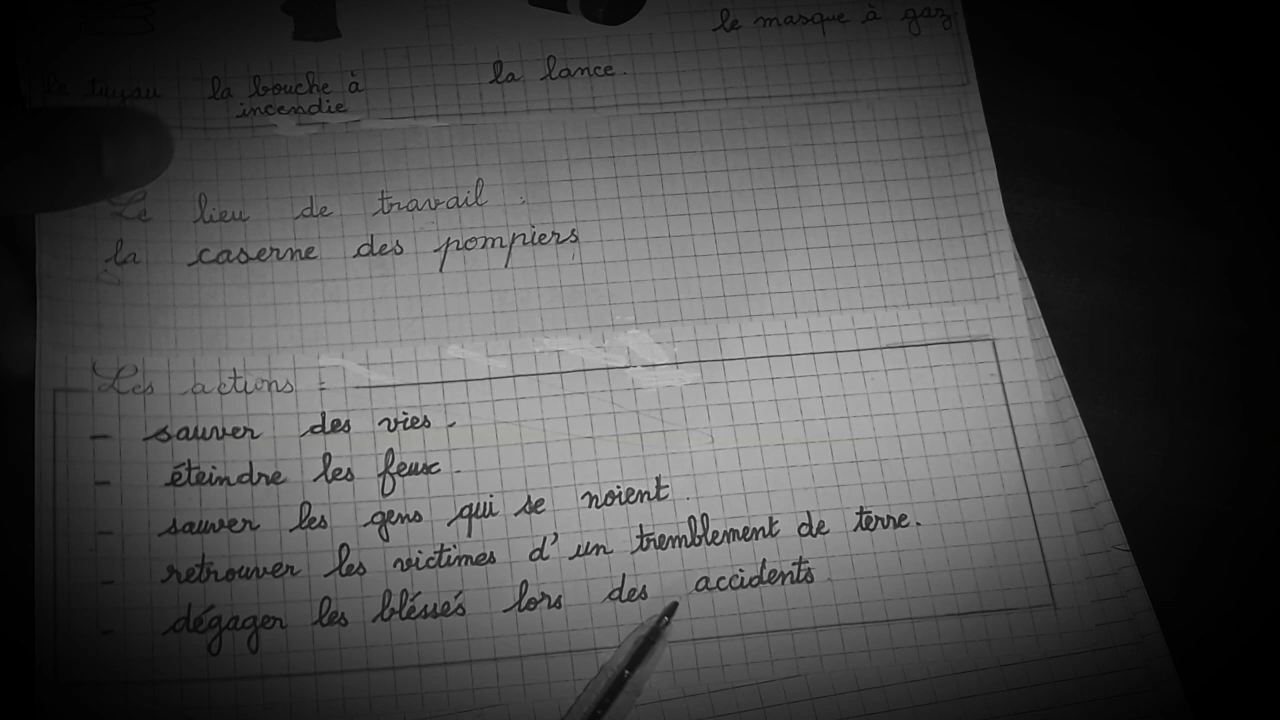 le masque à gaz.
le tuyau la bouche à la lance.
incendie
Le lieu de travail :
la caserne des pompiers
Les actions :
- sauver des vies.
- éteindre les feux.
- sauver les gens qui se noient.
- retrouver les victimes d'un tremblement de terre.
- dégager les bléssés lors des accidents